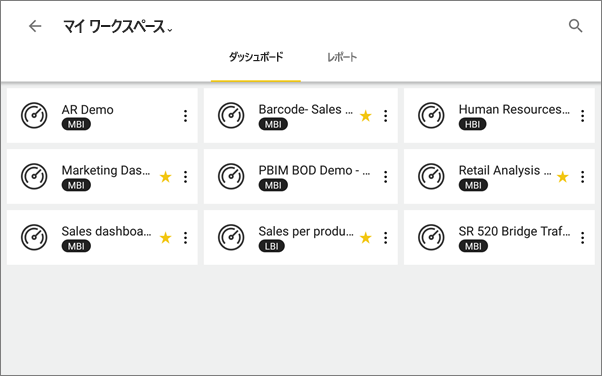 マイ ワークスペース
ダッシュボード レポート
AR Demo
MBI
Barcode- Sales ...
MBI
Human Resources...
HBI
Marketing Das...
MBI
PBIM BOD Demo - ...
MBI
Retail Analysis ...
MBI
Sales dashboa...
MBI
Sales per produ...
LBI
SR 520 Bridge Traf...
MBI